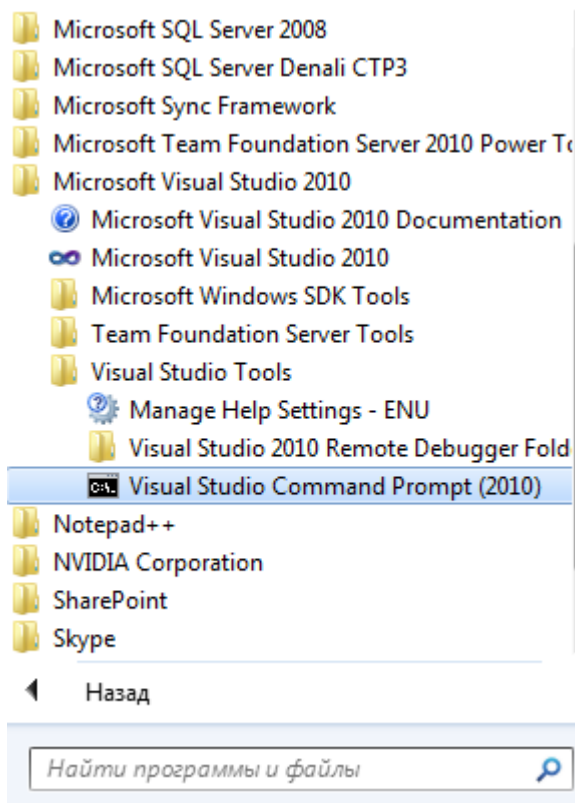 Microsoft SQL Server 2008
Microsoft SQL Server Denali CTP3
Microsoft Sync Framework
Microsoft Team Foundation Server 2010 Power To
Microsoft Visual Studio 2010
Microsoft Visual Studio 2010 Documentation
Microsoft Visual Studio 2010
Microsoft Windows SDK Tools
Team Foundation Server Tools
Visual Studio Tools
Manage Help Settings - ENU
Visual Studio 2010 Remote Debugger Fold
Visual Studio Command Prompt (2010)
Notepad++
NVIDIA Corporation
SharePoint
Skype
Назад
Найти программы и файлы